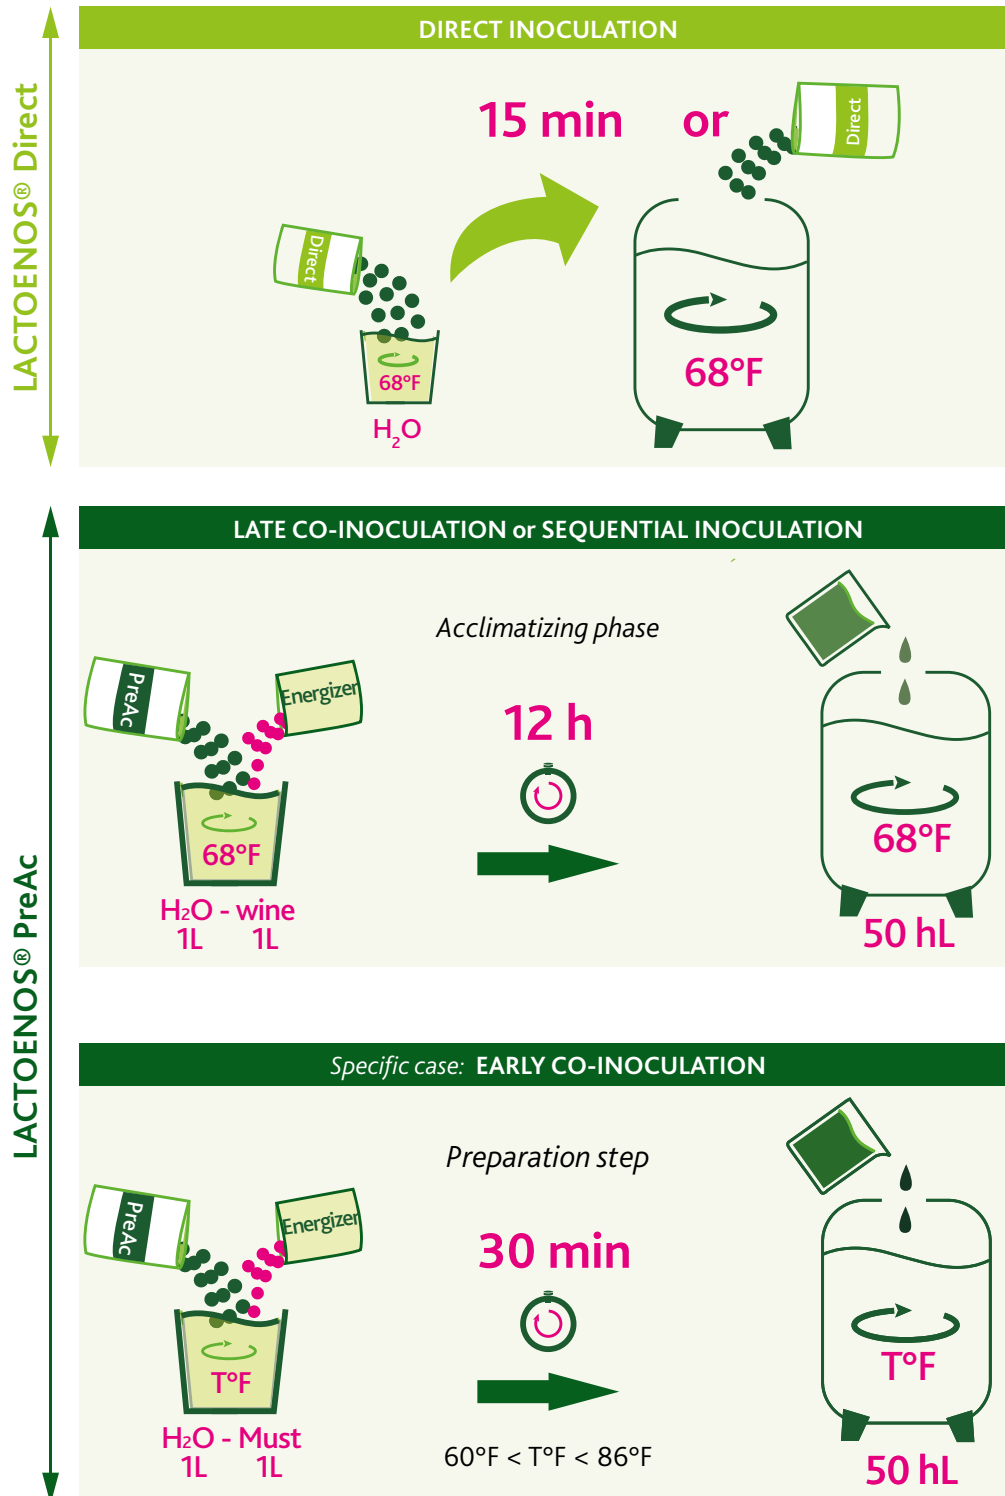 LACTOENOS® Direct
DIRECT INOCULATION
15 min or
Direct
Direct
68°F
68°F
H₂O
LACTOENOS® PreAc
LATE CO-INOCULATION or SEQUENTIAL INOCULATION
Acclimatizing phase
PreAc
Energizer
12 h
68°F
68°F
H₂O - wine
1L 1L
50 hL
Specific case: EARLY CO-INOCULATION
Preparation step
PreAc
Energizer
30 min
T°F
T°F
H₂O - Must
1L 1L
60°F < T°F < 86°F
50 hL